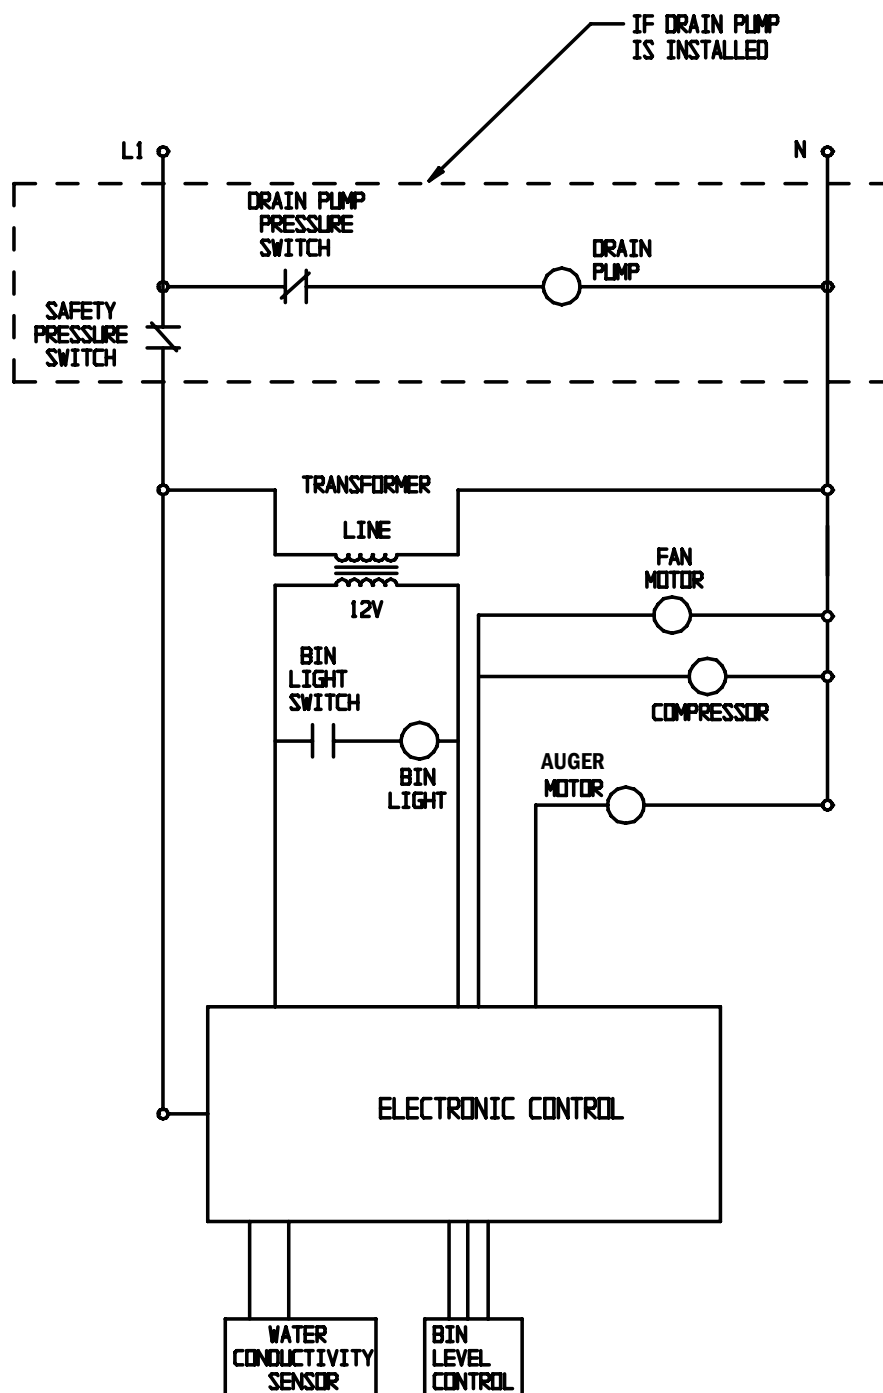 IF DRAIN PUMP
IS INSTALLED
L1
N
DRAIN PUMP
PRESSURE
SWITCH
DRAIN
PUMP
SAFETY
PRESSURE
SWITCH
TRANSFORMER
LINE
12V
FAN
MOTOR
BIN
LIGHT
SWITCH
COMPRESSOR
BIN
LIGHT
AUGER
MOTOR
ELECTRONIC CONTROL
WATER
CONDUCTIVITY
SENSOR
BIN
LEVEL
CONTROL